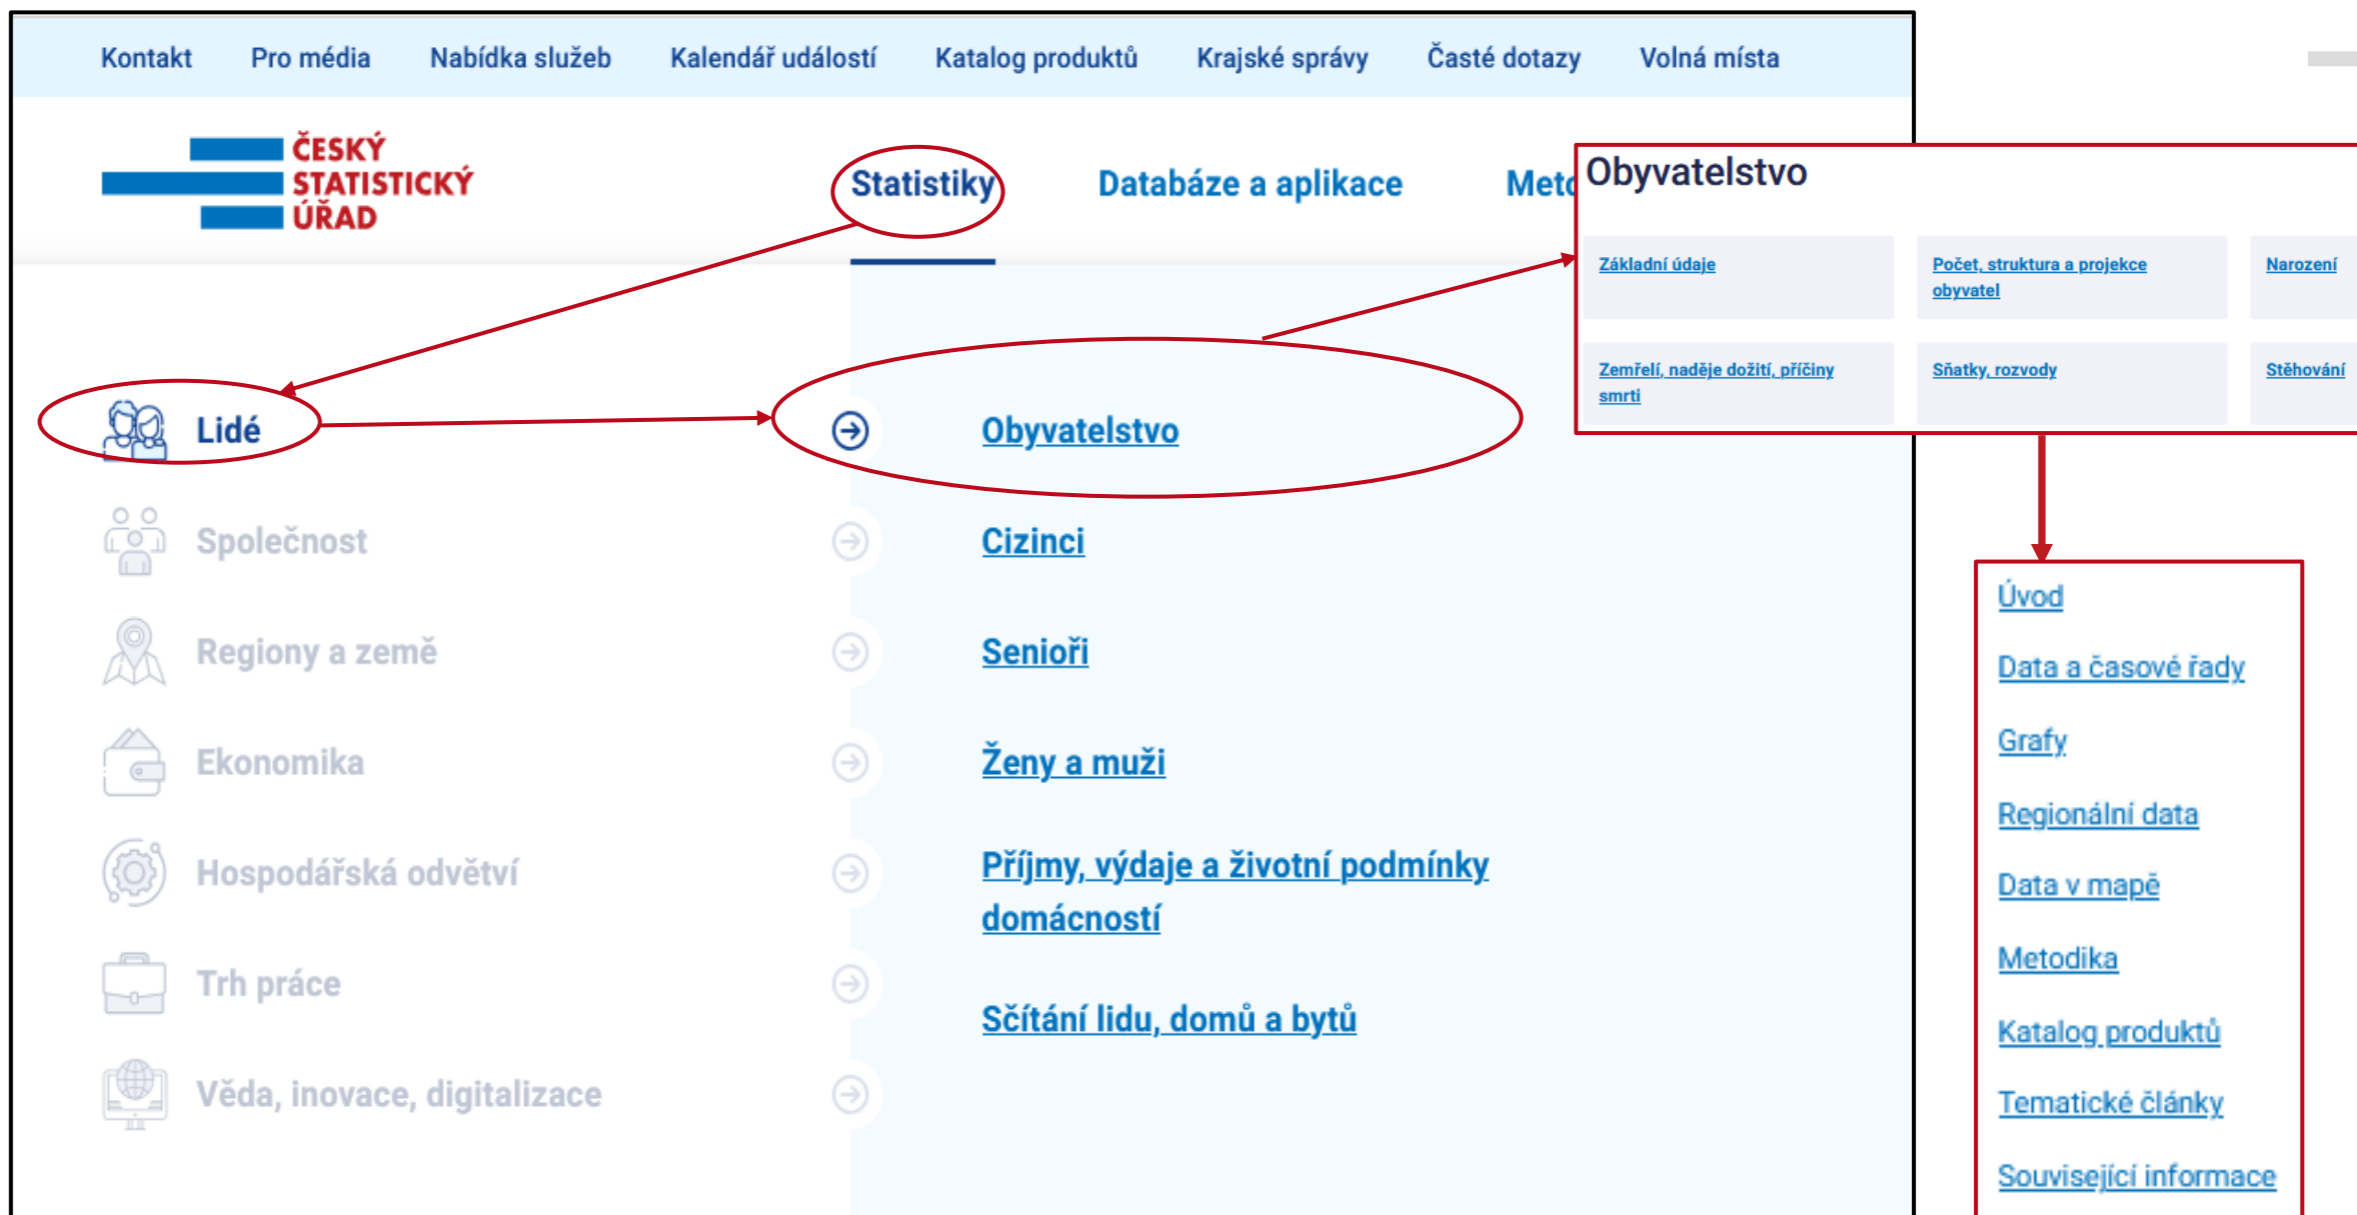 Kontakt Pro média Nabídka služeb Kalendář událostí Katalog produktů Krajské správy Časté dotazy Volná místa
ČESKÝ
STATISTICKÝ
ÚŘAD
Statistiky Databáze a aplikace
Obyvatelstvo
Základní údaje
Počet, struktura a projekce
obyvatel
Narození
Zemřelí, naděje dožití, příčiny
smrti
Sňatky, rozvody
Stěhování
Lidé
Společnost
Regiony a země
Ekonomika
Hospodářská odvětví
Trh práce
Věda, inovace, digitalizace
Obyvatelstvo
Cizinci
Senioři
Ženy a muži
Příjmy, výdaje a životní podmínky
domácností
Sčítání lidu, domů a bytů
Úvod
Data a časové řady
Grafy
Regionální data
Data v mapě
Metodika
Katalog produktů
Tematické články
Související informace